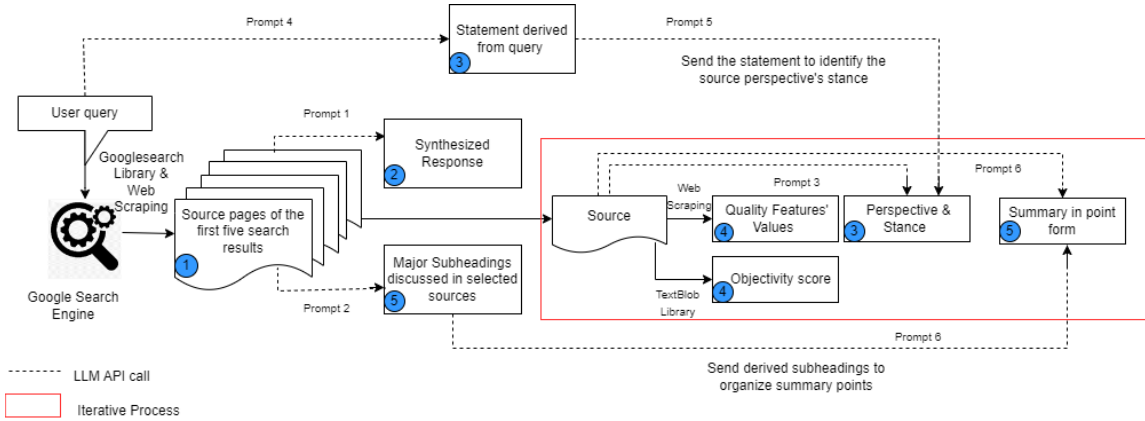 Prompt 4
Statement derived
from query
3
Prompt 5
Send the statement to identify the
source perspective's stance
User query
Prompt 1
Googlesearch
Library &
Web
Scraping
Synthesized
Response
2
Source pages of the
first five search
results
1
Google Search
Engine
Major Subheadings
discussed in selected
sources
5
Prompt 2
Source
Web
Scraping
Prompt 3
Quality Features'
Values
4
Perspective &
Stance
3
Prompt 6
Summary in point
form
5
Objectivity score
4
TextBlob
Library
Prompt 6
Send derived subheadings to
organize summary points
LLM API call
Iterative Process